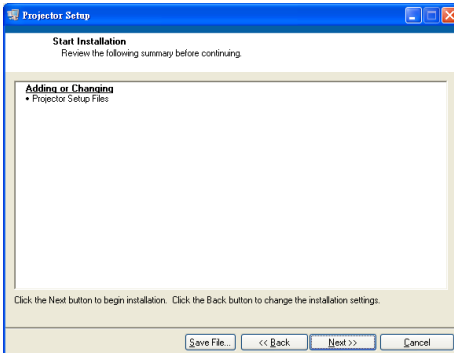 Projector Setup
Start Installation
Review the following summary before continuing.
Adding or Changing
• Projector Setup Files
Click the Next button to begin installation. Click the Back button to change the installation settings.
Save File... << Back Next >> Cancel